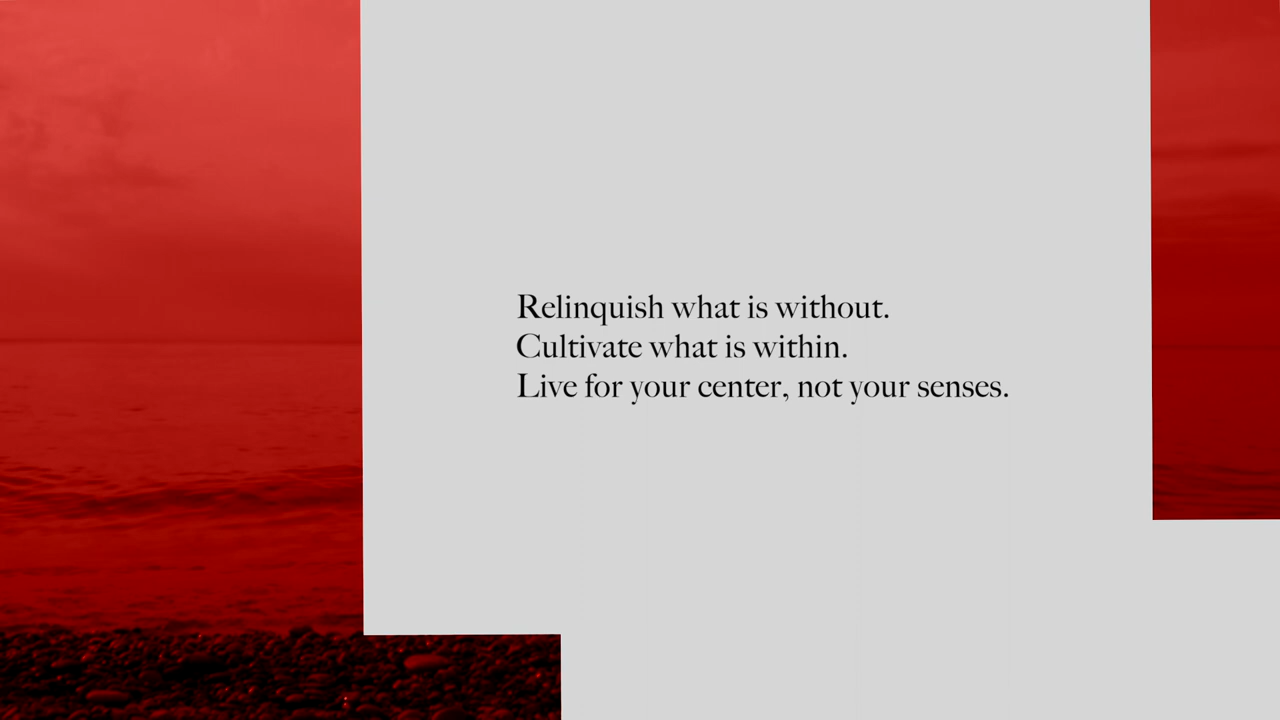 Relinquish what is without.
Cultivate what is within.
Live for your center, not your senses.